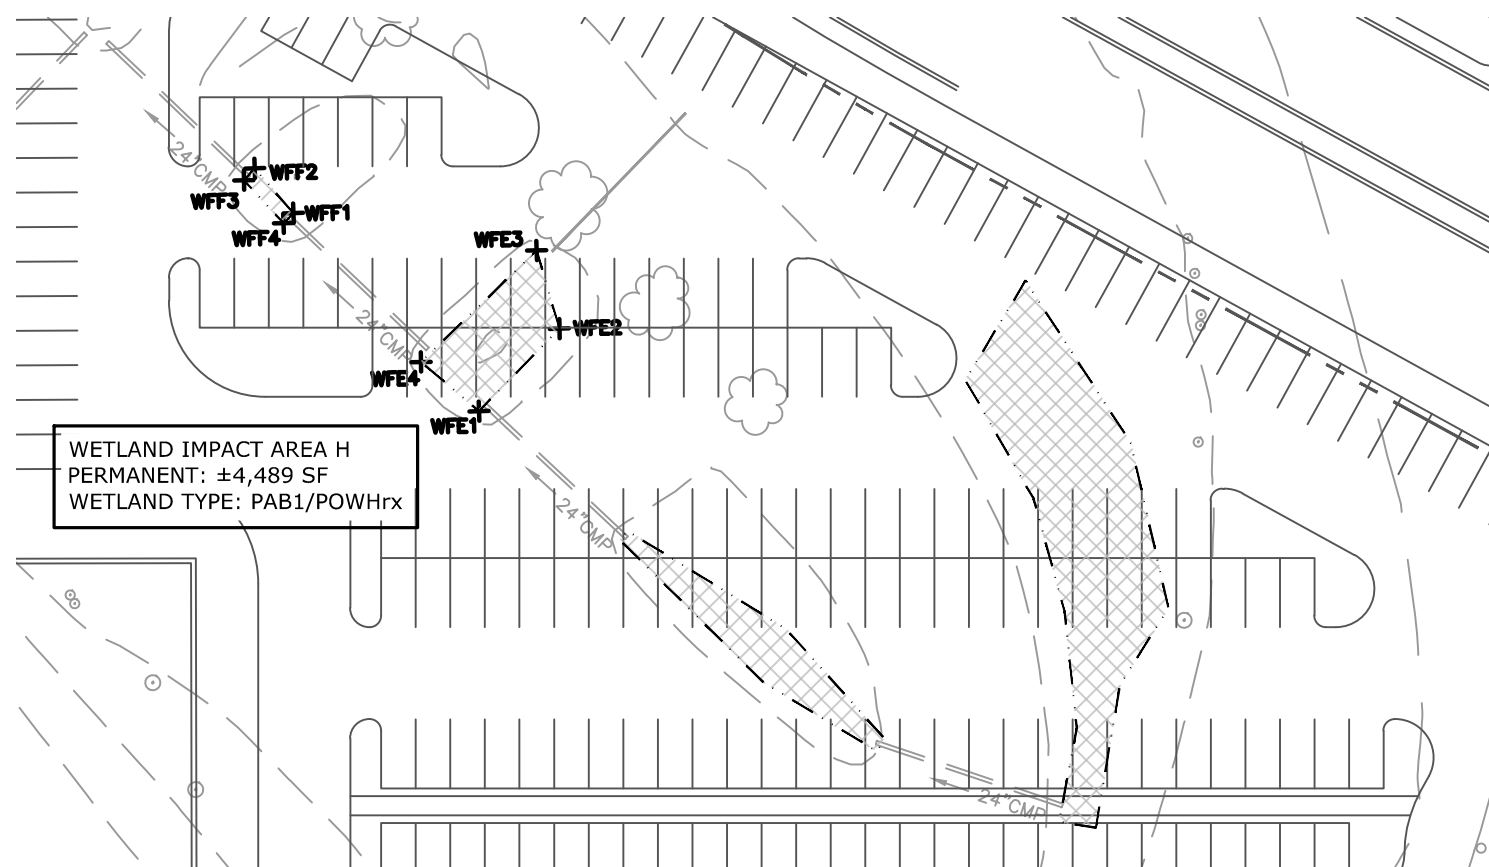 24"CMP
WFF2
WFF3
WFF1
WFF4
WFE3
24"CMP
WFE2
WFE4
WFE1
WETLAND IMPACT AREA H
PERMANENT: ±4,489 SF
WETLAND TYPE: PAB1/POWHrx
24"CMP
24"CMP